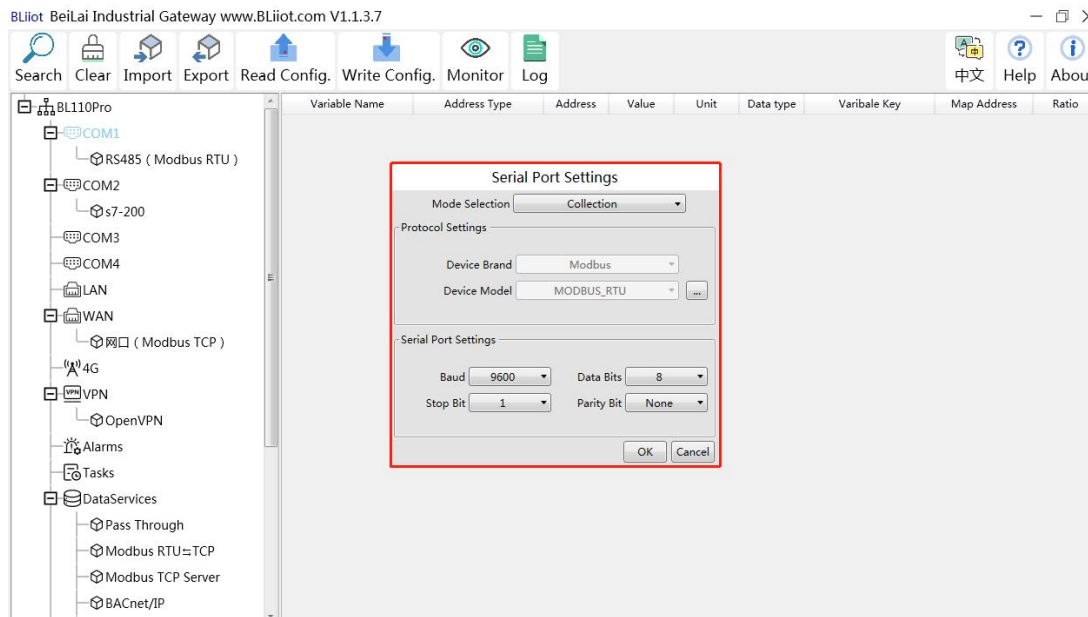 BLiiot BeiLai Industrial Gateway www.BLiiot.com V1.1.3.7
Search Clear Import Export Read Config. Write Config. Monitor Log 中文 Help Abou
BL110Pro
COM1
RS485 ( Modbus RTU )
COM2
s7-200
COM3
COM4
LAN
WAN
网口 ( Modbus TCP )
4G
VPN VPN
OpenVPN
Alarms
Tasks
DataServices
Pass Through
Modbus RTU⇆TCP
Modbus TCP Server
BACnet/IP
Variable Name Address Type Address Value Unit Data type Varibale Key Map Address Ratio
Serial Port Settings
Mode Selection Collection
Protocol Settings
Device Brand Modbus
Device Model MODBUS_RTU ...
Serial Port Settings
Baud 9600 Data Bits 8
Stop Bit 1 Parity Bit None
OK Cancel